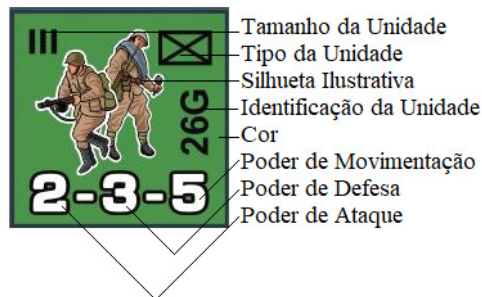 III
26G
2-3-5
Tamanho da Unidade
Tipo da Unidade
Silhueta Ilustrativa
Identificação da Unidade
Cor
Poder de Movimentação
Poder de Defesa
Poder de Ataque